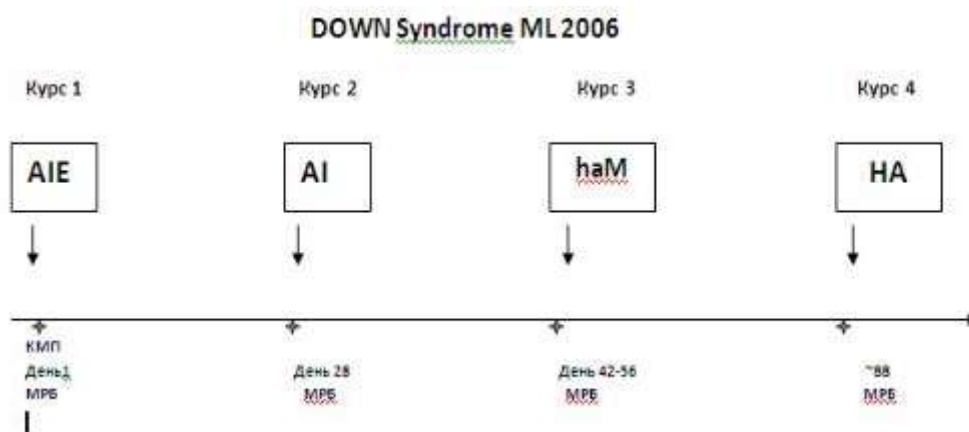 DOWN Syndrome ML 2006
Курс 1 Курс 2 Курс 3 Курс 4
AIE AI haM HA
КМП
День1 День 28 День 42-56 ~88
МРБ МРБ МРБ МРБ